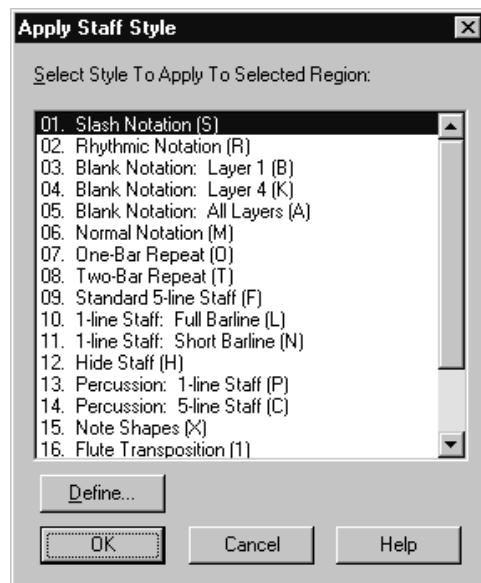 Apply Staff Style
Select Style To Apply To Selected Region:
01. Slash Notation (S)
02. Rhythmic Notation (R)
03. Blank Notation: Layer 1 (B)
04. Blank Notation: Layer 4 (K)
05. Blank Notation: All Layers (A)
06. Normal Notation (M)
07. One-Bar Repeat (O)
08. Two-Bar Repeat (T)
09. Standard 5-line Staff (F)
10. 1-line Staff: Full Barline (L)
11. 1-line Staff: Short Barline (N)
12. Hide Staff (H)
13. Percussion: 1-line Staff (P)
14. Percussion: 5-line Staff (C)
15. Note Shapes (X)
16. Flute Transposition (1)
Define...
OK Cancel Help